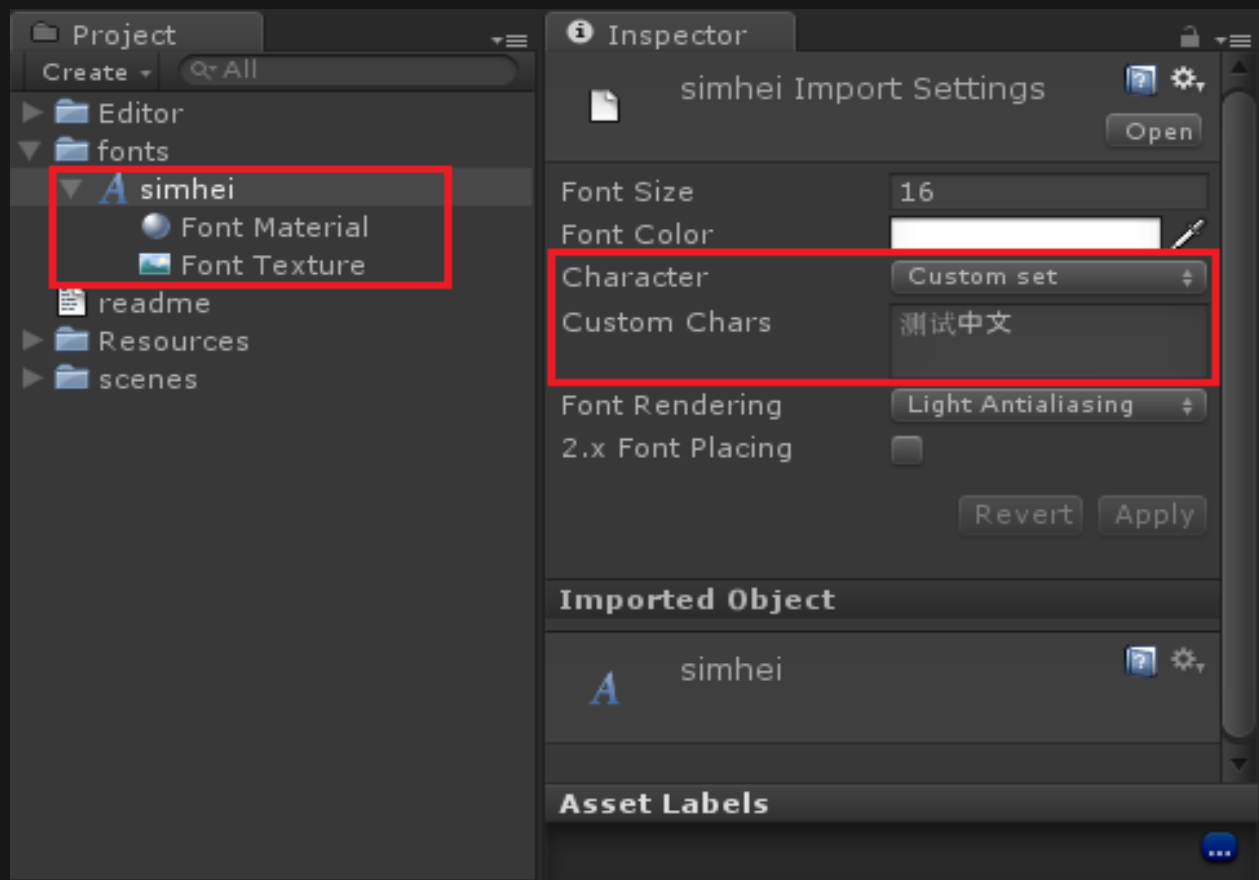 Project
Create
All
Editor
fonts
simhei
Font Material
Font Texture
readme
Resources
scenes
Inspector
simhei Import Settings
Open
Font Size 16
Font Color
Character Custom set
Custom Chars 测试中文
Font Rendering Light Antialiasing
2.x Font Placing
Revert Apply
Imported Object
simhei
Asset Labels